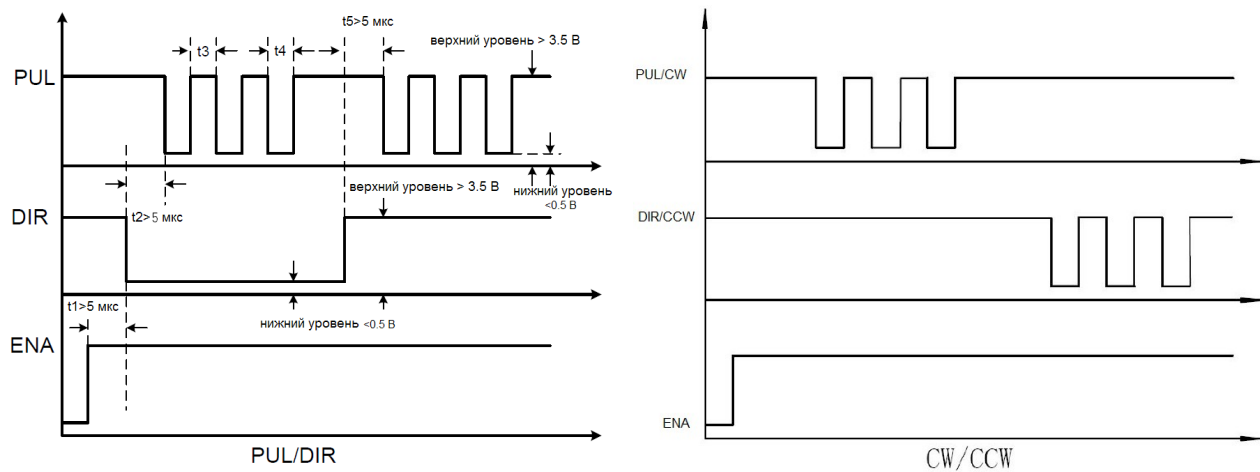 t5>5 мкс
t3
t4
верхний уровень > 3.5 В
PUL
нижний уровень
<0.5 В
верхний уровень > 3.5 В
DIR
t2>5 мкс
t1>5 мкс
нижний уровень <0.5 В
ENA
PUL/DIR
PUL/CW
DIR/CCW
ENA
CW/CCW